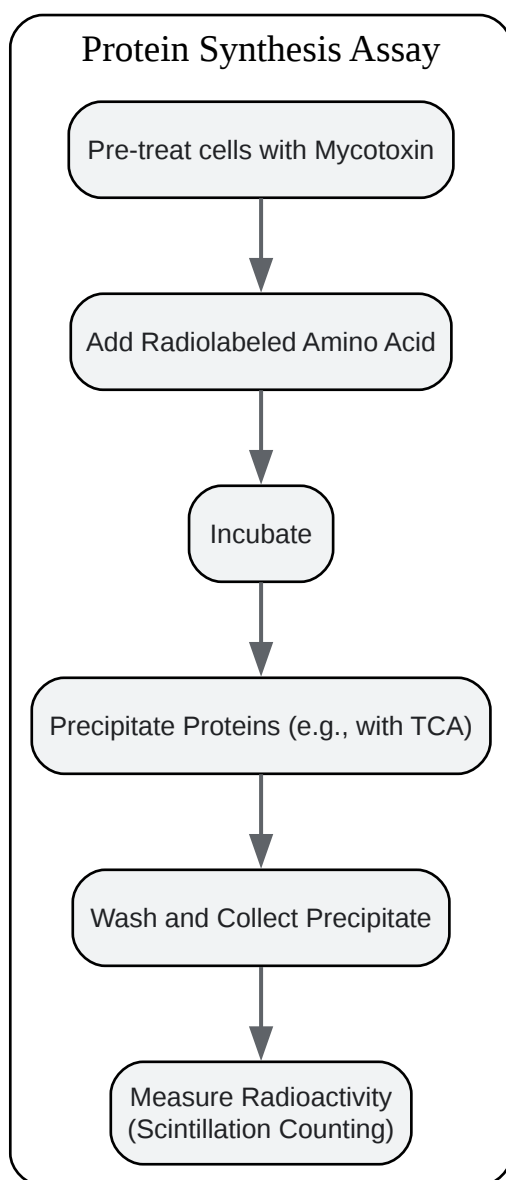 Protein Synthesis Assay
Pre-treat cells with Mycotoxin
Add Radiolabeled Amino Acid
Incubate
Precipitate Proteins (e.g., with TCA)
Wash and Collect Precipitate
Measure Radioactivity
(Scintillation Counting)